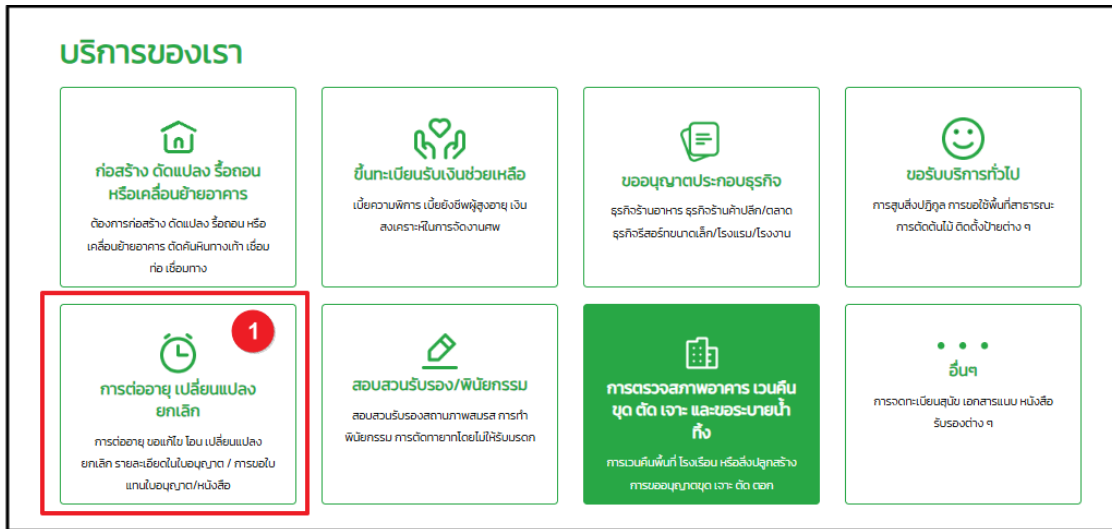 บริการของเรา
ก่อสร้าง ดัดแปลง รื้อถอน
หรือเคลื่อนย้ายอาคาร
ต้องการก่อสร้าง ดัดแปลง รื้อถอน หรือ
เคลื่อนย้ายอาคาร ตัดคันหินทางเท้า เชื่อม
ท่อ เชื่อมทาง
ขึ้นทะเบียนรับเงินช่วยเหลือ
เบี้ยความพิการ เบี้ยยังชีพผู้สูงอายุ เงิน
สงเคราะห์ในการจัดงานศพ
ขออนุญาตประกอบธุรกิจ
ธุรกิจร้านอาหาร ธุรกิจร้านค้าปลีก/ตลาด
ธุรกิจรีสอร์ทขนาดเล็ก/โรงแรม/โรงงาน
ขอรับบริการทั่วไป
การสูบสิ่งปฏิกูล การขอใช้พื้นที่สาธารณะ
การตัดต้นไม้ ติดตั้งป้ายต่าง ๆ
1
การต่ออายุ เปลี่ยนแปลง
ยกเลิก
การต่ออายุ ขอแก้ไข โอน เปลี่ยนแปลง
ยกเลิก รายละเอียดในใบอนุญาต / การขอใบ
แทนใบอนุญาต/หนังสือ
สอบสวนรับรอง/พินัยกรรม
สอบสวนรับรองสถานภาพสมรส การทำ
พินัยกรรม การตัดทายาทโดยไม่ให้รับมรดก
การตรวจสภาพอาคาร เวนคืน
ขุด ตัด เจาะ และขอระบายน้ำ
ทิ้ง
การเวนคืนพื้นที่ โรงเรือน หรือสิ่งปลูกสร้าง
การขออนุญาตขุด เจาะ ตัด ตอก
อื่นๆ
การจดทะเบียนสุนัข เอกสารแบบ หนังสือ
รับรองต่าง ๆ